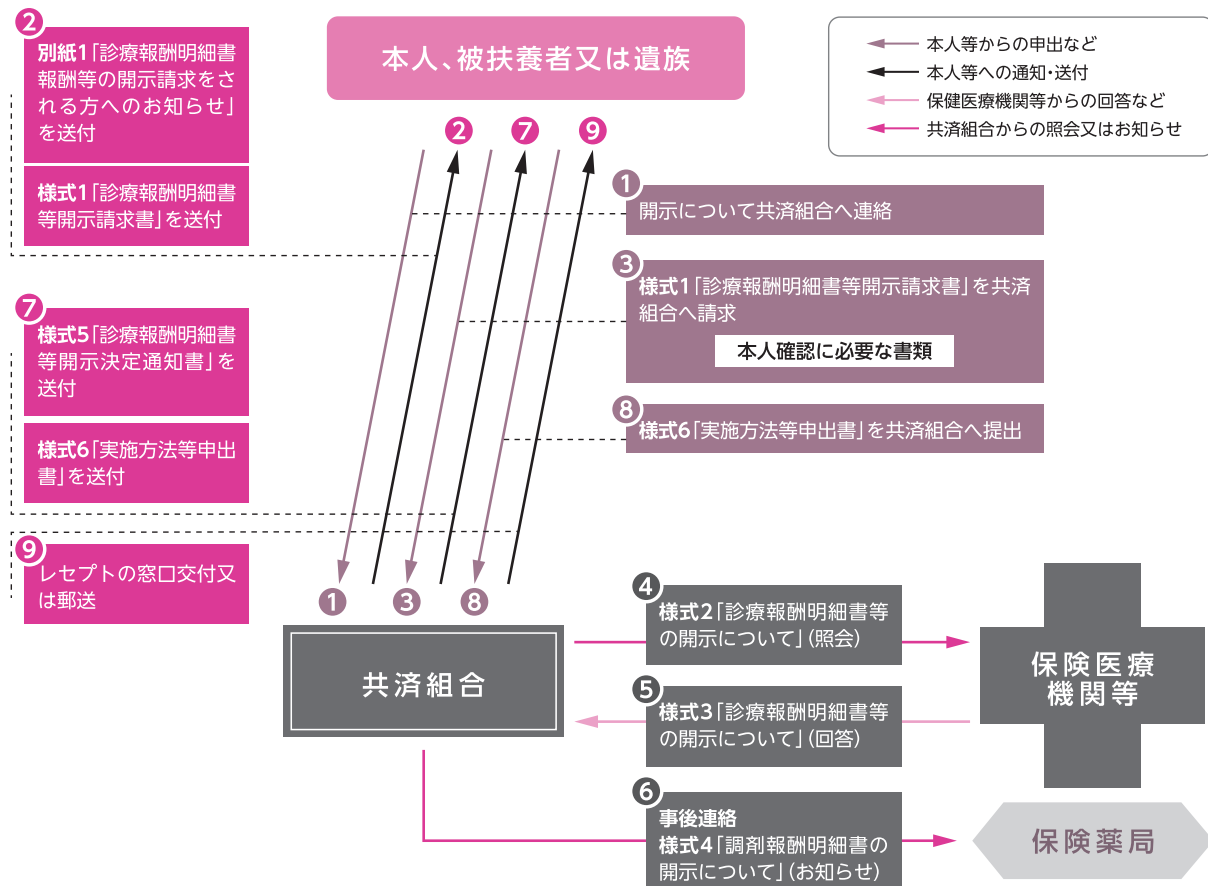 本人、被扶養者又は遺族
本人等からの申出など
本人等への通知・送付
保健医療機関等からの回答など
共済組合からの照会又はお知らせ
2
別紙1「診療報酬明細書
報酬等の開示請求をさ
れる方へのお知らせ」
を送付
様式1「診療報酬明細書
等開示請求書」を送付
7
様式5「診療報酬明細書
等開示決定通知書」を
送付
様式6「実施方法等申出
書」を送付
9
レセプトの窓口交付又
は郵送
2
7
9
1
開示について共済組合へ連絡
3
様式1「診療報酬明細書等開示請求書」を共済
組合へ請求
本人確認に必要な書類
8
様式6「実施方法等申出書」を共済組合へ提出
1
3
8
共済組合
4
様式2「診療報酬明細書等
の開示について」(照会)
5
様式3「診療報酬明細書等
の開示について」(回答)
6
事後連絡
様式4「調剤報酬明細書の
開示について」(お知らせ)
保険医療
機関等
保険薬局